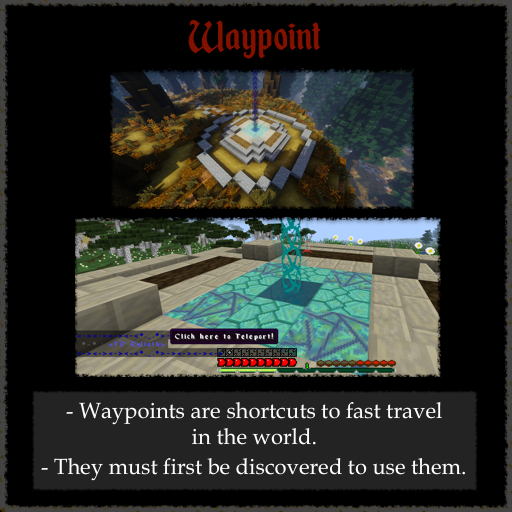 Waypoint
Click here to Teleport!
- Waypoints are shortcuts to fast travel
in the world.
- They must first be discovered to use them.